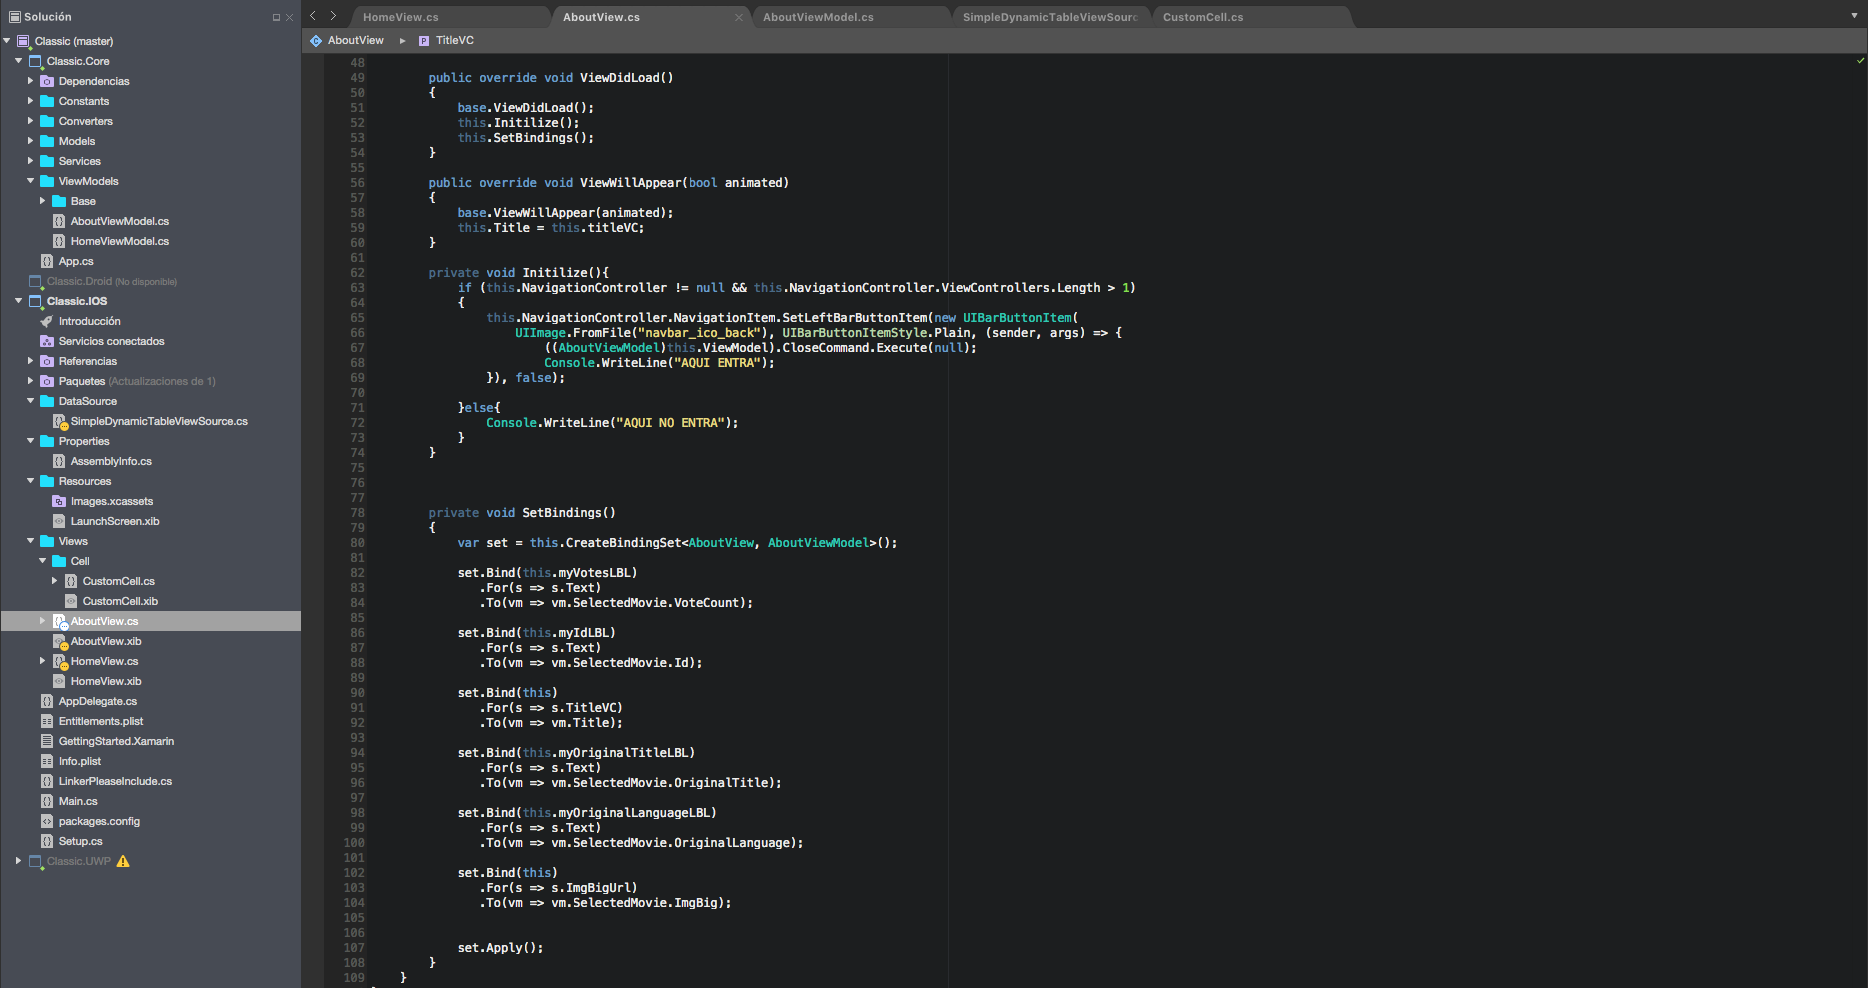 Solución
Classic (master)
Classic.Core
Dependencias
Constants
Converters
Models
Services
ViewModels
Base
AboutViewModel.cs
HomeViewModel.cs
App.cs
Classic.Droid (No disponible)
Classic.IOS
Introducción
Servicios conectados
Referencias
Paquetes (Actualizaciones de 1)
DataSource
SimpleDynamicTableViewSource.cs
Properties
AssemblyInfo.cs
Resources
Images.xcassets
LaunchScreen.xib
Views
Cell
CustomCell.cs
CustomCell.xib
AboutView.cs
AboutView.xib
HomeView.cs
HomeView.xib
AppDelegate.cs
Entitlements.plist
GettingStarted.Xamarin
Info.plist
LinkerPleaseInclude.cs
Main.cs
packages.config
Setup.cs
Classic.UWP
HomeView.cs AboutView.cs AboutViewModel.cs SimpleDynamicTableViewSourc CustomCell.cs
AboutView P TitleVC
48
49 public override void ViewDidLoad()
50 {
51 base.ViewDidLoad();
52 this.Initilize();
53 this.SetBindings();
54 }
55
56 public override void ViewWillAppear(bool animated)
57 {
58 base.ViewWillAppear(animated);
59 this.Title = this.titleVC;
60 }
61
62 private void Initilize(){
63 if (this.NavigationController != null && this.NavigationController.ViewControllers.Length > 1)
64 {
65 this.NavigationController.NavigationItem.SetLeftBarButtonItem(new UIBarButtonItem(
66 UIImage.FromFile("navbar_ico_back"), UIBarButtonItemStyle.Plain, (sender, args) => {
67 ((AboutViewModel)this.ViewModel).CloseCommand.Execute(null);
68 Console.WriteLine("AQUI ENTRA");
69 }), false);
70
71 }else{
72 Console.WriteLine("AQUI NO ENTRA");
73 }
74 }
75
76
77
78 private void SetBindings()
79 {
80 var set = this.CreateBindingSet<AboutView, AboutViewModel>();
81
82 set.Bind(this.myVotesLBL)
83 .For(s => s.Text)
84 .To(vm => vm.SelectedMovie.VoteCount);
85
86 set.Bind(this.myIdLBL)
87 .For(s => s.Text)
88 .To(vm => vm.SelectedMovie.Id);
89
90 set.Bind(this)
91 .For(s => s.TitleVC)
92 .To(vm => vm.Title);
93
94 set.Bind(this.myOriginalTitleLBL)
95 .For(s => s.Text)
96 .To(vm => vm.SelectedMovie.OriginalTitle);
97
98 set.Bind(this.myOriginalLanguageLBL)
99 .For(s => s.Text)
100 .To(vm => vm.SelectedMovie.OriginalLanguage);
101
102 set.Bind(this)
103 .For(s => s.ImgBigUrl)
104 .To(vm => vm.SelectedMovie.ImgBig);
105
106
107 set.Apply();
108 }
109 }